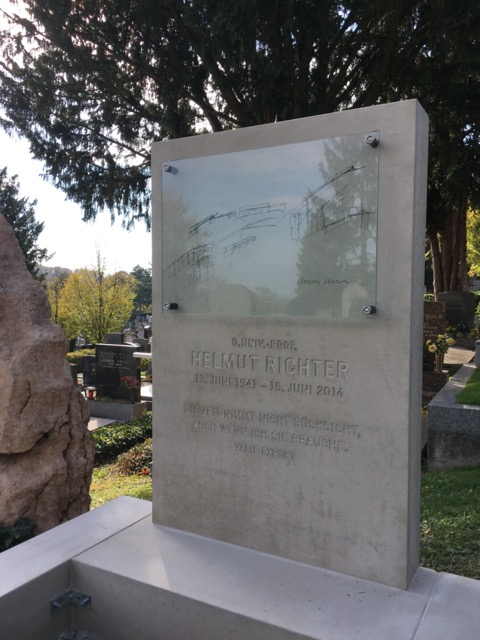 O. UNIV.-PROF.
HELMUT RICHTER
13. JUNI 1941 – 15. JUNI 2014
DIE ZEIT NIMMT NICHT RÜCKSICHT,
AUCH WENN ICH SIE BRAUCHE.